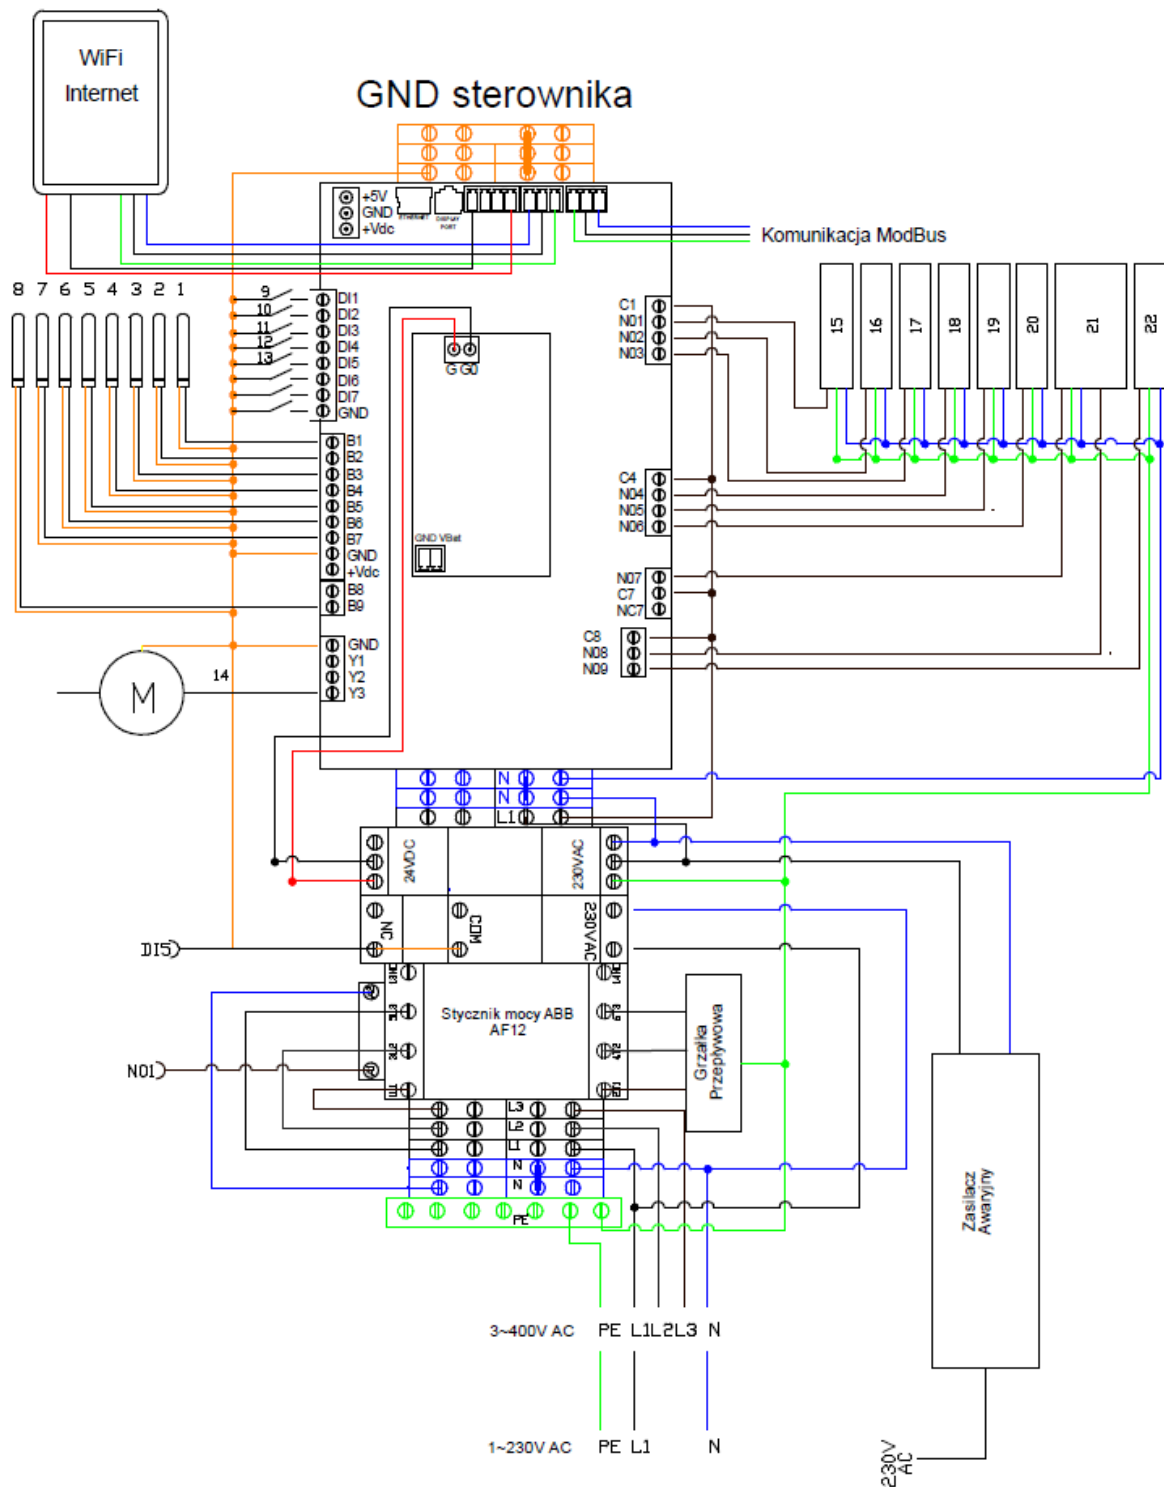 WiFi
Internet
GND sterownika
+5V
GND
+Vdc
ETHERNET
DISPLAY
PORT
Komunikacja ModBus
8 7 6 5 4 3 2 1
9
10
11
12
13
DI1
DI2
DI3
DI4
DI5
DI6
DI7
GND
G G0
C1
N01
N02
N03
15 16 17 18 19 20 21 22
B1
B2
B3
B4
B5
B6
B7
GND
+Vdc
B8
B9
GND VBat
C4
N04
N05
N06
N07
C7
NC7
C8
N08
N09
GND
Y1
Y2
Y3
14
M
N
N
L1
24VDC
230VAC
NC
COM
230VAC
DI5
Stycznik mocy ABB
AF12
Grzałka
Przepływowa
N01
L3
L2
L1
N
N
PE
Zasilacz
Awaryjny
3~400V AC PE L1L2L3 N
1~230V AC PE L1 N
230V
AC